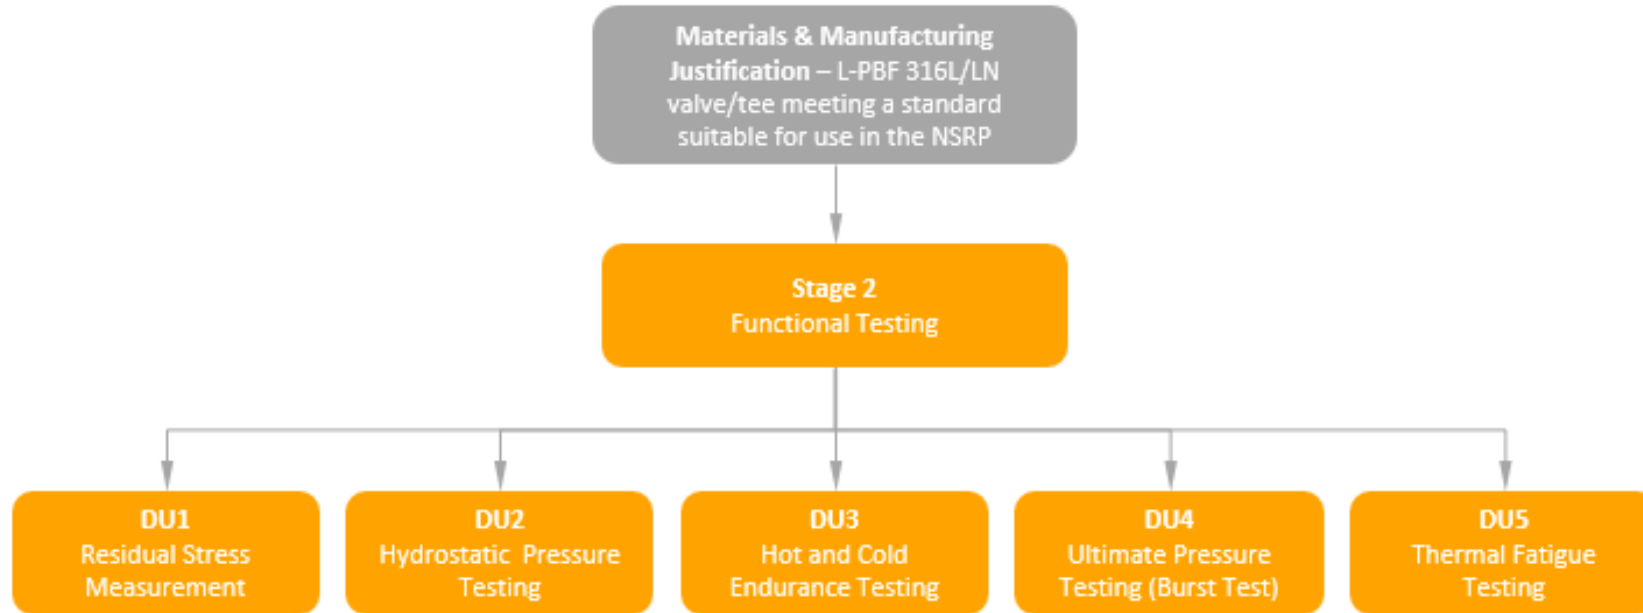 Materials & Manufacturing
Justification – L-PBF 316L/LN
valve/tee meeting a standard
suitable for use in the NSRP
Stage 2
Functional Testing
DU1
Residual Stress
Measurement
DU2
Hydrostatic Pressure
Testing
DU3
Hot and Cold
Endurance Testing
DU4
Ultimate Pressure
Testing (Burst Test)
DU5
Thermal Fatigue
Testing